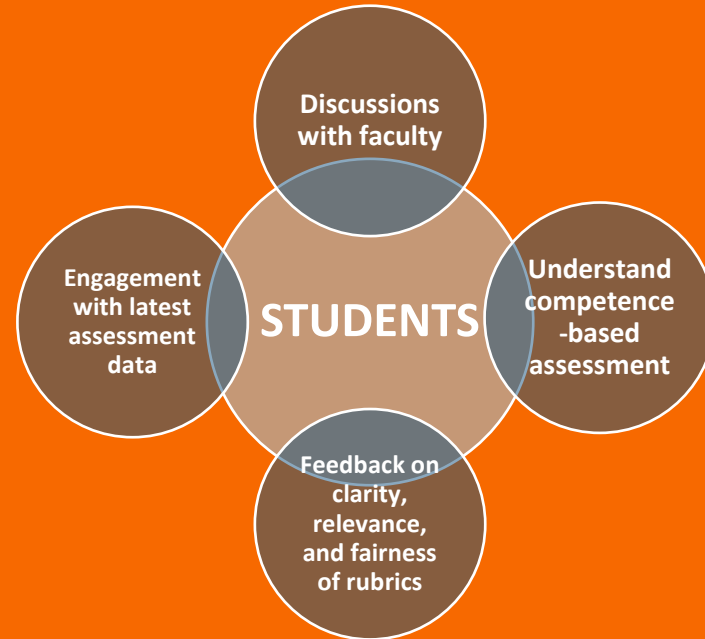 Discussions
with faculty
Engagement
with latest
assessment
data
STUDENTS
Understand
competence
-based
assessment
Feedback on
clarity,
relevance,
and fairness
of rubrics